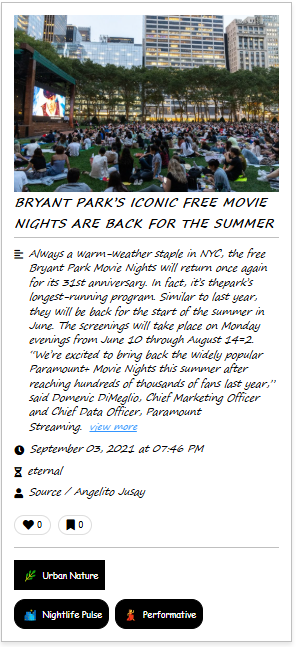 BRYANT PARK'S ICONIC FREE MOVIE
NIGHTS ARE BACK FOR THE SUMMER
Always a warm-weather staple in NYC, the free
Bryant Park Movie Nights will return once again
for its 31st anniversary. In fact, it's thepark's
longest-running program. Similar to last year,
they will be back for the start of the summer in
June. The screenings will take place on Monday
evenings from June 10 through August 14=2
"We're excited to bring back the widely popular
Paramount+ Movie Nights this summer after
reaching hundreds of thousands of fans last year,"
said Domenic DiMeglio, Chief Marketing Officer
and Chief Data Officer, Paramount
Streaming. view more
September 03, 2021 at 07:46 PM
eternal
Source / Angelito Jusay
0 0
Urban Nature
Nightlife Pulse Performative